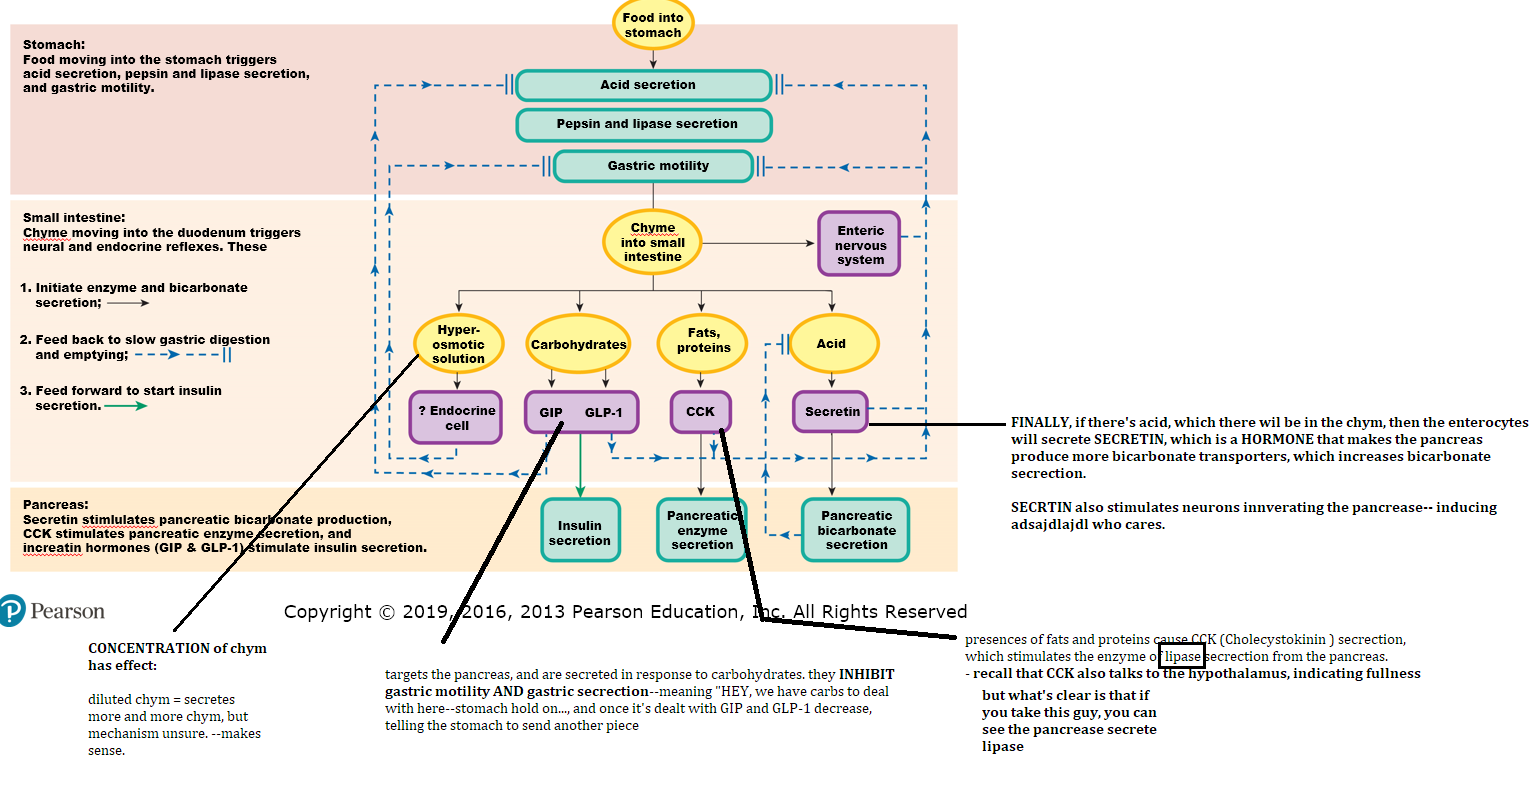 Food into
stomach
Stomach:
Food moving into the stomach triggers
acid secretion, pepsin and lipase secretion,
and gastric motility.
Acid secretion
Pepsin and lipase secretion
Gastric motility
Small intestine:
Chyme moving into the duodenum triggers
neural and endocrine reflexes. These
1. Initiate enzyme and bicarbonate
secretion;
2. Feed back to slow gastric digestion
and emptying;
3. Feed forward to start insulin
secretion.
Chyme
into small
intestine
Enteric
nervous
system
Hyper-
osmotic
solution
Carbohydrates
Fats,
proteins
Acid
? Endocrine
cell
GIP GLP-1
CCK
Secretin
Pancreas:
Secretin stimlulates pancreatic bicarbonate production,
CCK stimulates pancreatic enzyme secretion, and
increatin hormones (GIP & GLP-1) stimulate insulin secretion.
Insulin
secretion
Pancreatic
enzyme
secretion
Pancreatic
bicarbonate
secretion
FINALLY, if there's acid, which there wil be in the chym, then the enterocytes
will secrete SECRETIN, which is a HORMONE that makes the pancreas
produce more bicarbonate transporters, which increases bicarbonate
secrection.
SECRTIN also stimulates neurons innverating the pancrease-- inducing
adsajdlajdl who cares.
Pearson
Copyright © 2019, 2016, 2013 Pearson Education, Inc. All Rights Reserved
CONCENTRATION of chym
has effect:
diluted chym = secretes
more and more chym, but
mechanism unsure. --makes
sense.
targets the pancreas, and are secreted in response to carbohydrates. they INHIBIT
gastric motility AND gastric secrection--meaning "HEY, we have carbs to deal
with here--stomach hold on..., and once it's dealt with GIP and GLP-1 decrease,
telling the stomach to send another piece
presences of fats and proteins cause CCK (Cholecystokinin ) secrection,
which stimulates the enzyme of lipase secrection from the pancreas.
- recall that CCK also talks to the hypothalamus, indicating fullness
but what's clear is that if
you take this guy, you can
see the pancrease secrete
lipase